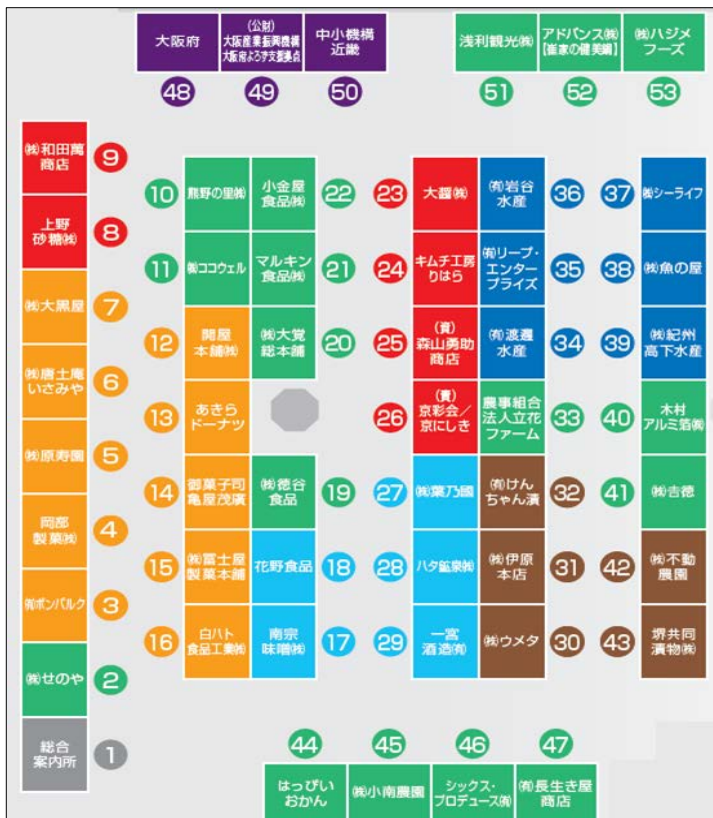 大阪府
(公財)
大阪産業振興機構
大阪府よろず支援拠点
中小機構
近畿
浅利観光㈱
アドバンス㈱
【崔家の健美鍋】
㈱ハジメ
フーズ
48
49
50
51
52
53
㈱和田萬
商店
9
上野
砂糖㈱
8
㈱大黒屋
7
㈱唐土庵
いさみや
6
㈱原寿園
5
岡部
製菓㈱
4
㈲ボンパルク
3
㈱せのや
2
総合
案内所
1
10
熊野の里㈱
小金屋
食品㈱
22
11
㈱ココウェル
マルキン
食品㈱
21
12
開屋
本舗㈱
㈱大覚
総本舗
20
13
あきら
ドーナツ
14
御菓子司
亀屋茂廣
㈱徳谷
食品
19
15
㈱冨士屋
製菓本舗
花野食品
18
16
白ハト
食品工業㈱
南宗
味噌㈱
17
23
大醤㈱
㈲岩谷
水産
36
24
キムチ工房
りはら
㈲リープ・
エンター
プライズ
35
25
(資)
森山勇助
商店
㈲渡邊
水産
34
26
(資)
京彩会/
京にしき
農事組合
法人立花
ファーム
33
27
㈱葉乃國
㈲けん
ちゃん漬
32
28
ハタ鉱泉㈱
㈱伊原
本店
31
29
一宮
酒造㈲
㈱ウメタ
30
37
㈱シーライフ
38
㈱魚の屋
39
㈱紀州
高下水産
40
木村
アルミ箔㈱
41
㈱吉徳
42
㈱不動
農園
43
堺共同
漬物㈱
44
45
46
47
はっぴい
おかん
㈱小南農園
シックス・
プロデュース㈲
㈲長生き屋
商店